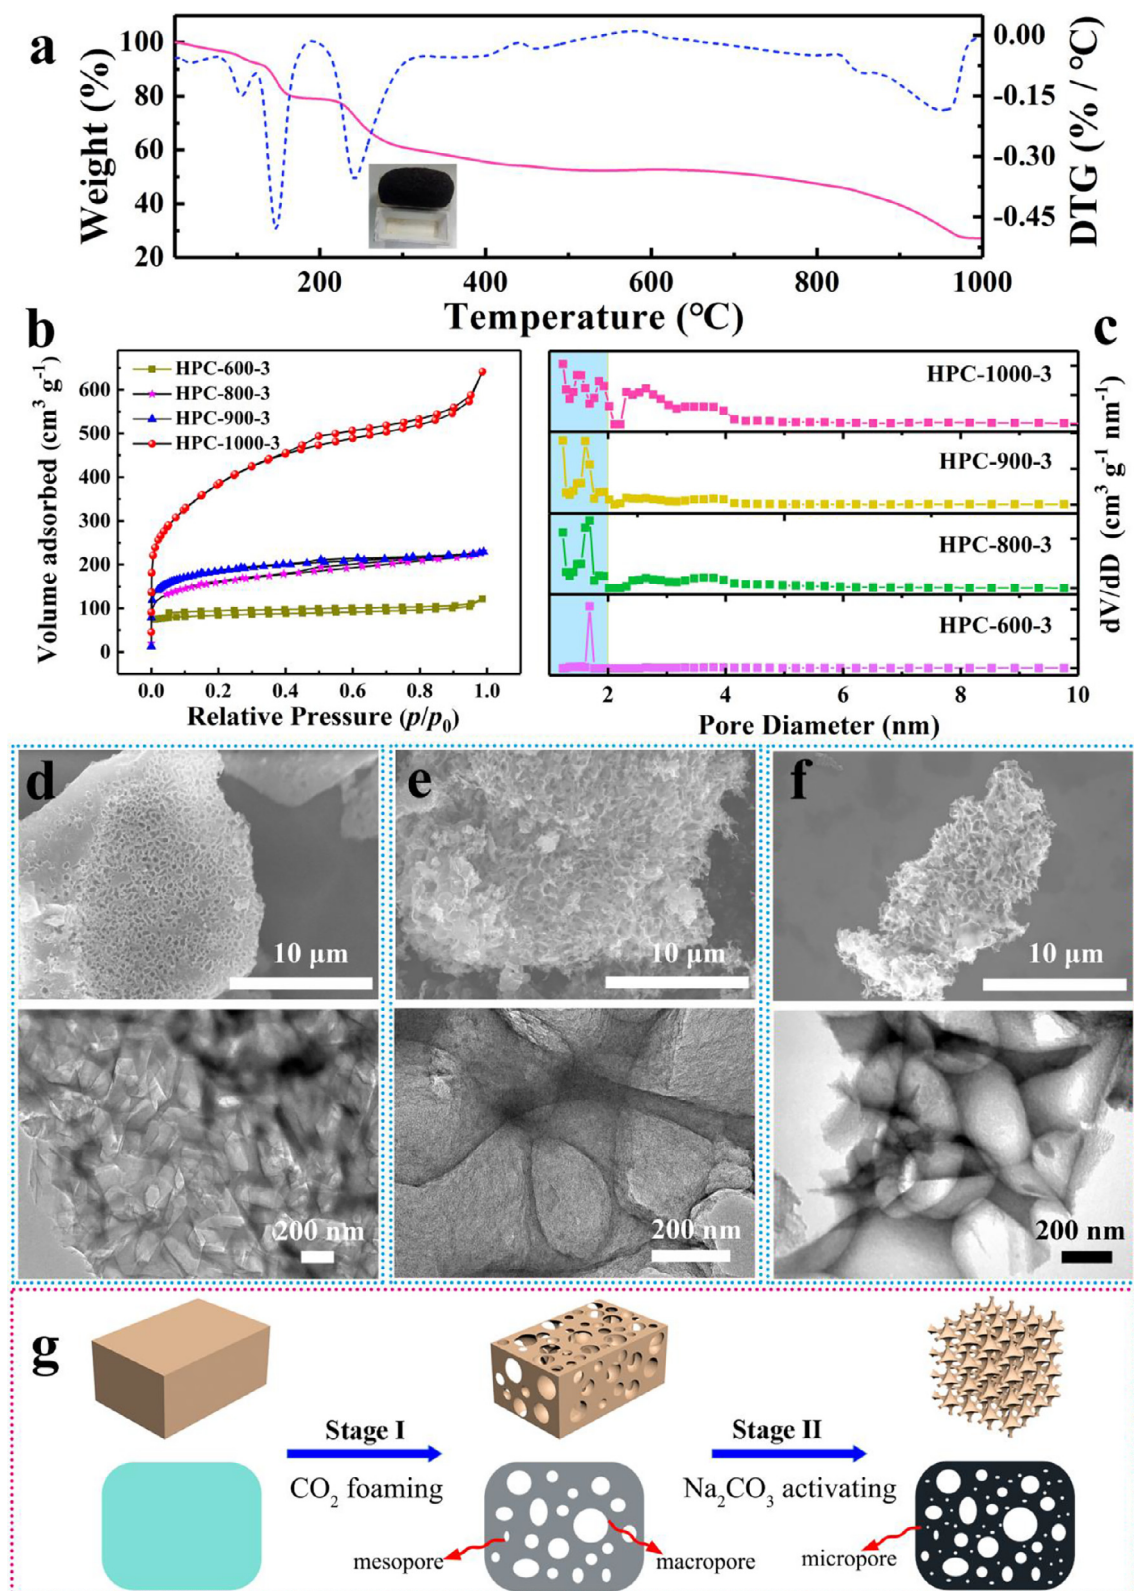 a
100
80
60
40
20
Weight (%)
0.00
-0.15
-0.30
-0.45
DTG (% / °C)
200
400
600
800
1000
Temperature (°C)
b
HPC-600-3
HPC-800-3
HPC-900-3
HPC-1000-3
600
500
400
300
200
100
0
Volume adsorbed (cm³ g⁻¹)
0.0
0.2
0.4
0.6
0.8
1.0
Relative Pressure (p/p₀)
c
HPC-1000-3
HPC-900-3
HPC-800-3
HPC-600-3
dV/dD (cm³ g⁻¹ nm⁻¹)
2
4
6
8
10
Pore Diameter (nm)
d
10 μm
200 nm
e
10 μm
200 nm
f
10 μm
200 nm
g
Stage I
CO₂ foaming
Stage II
Na₂CO₃ activating
mesopore
macropore
micropore